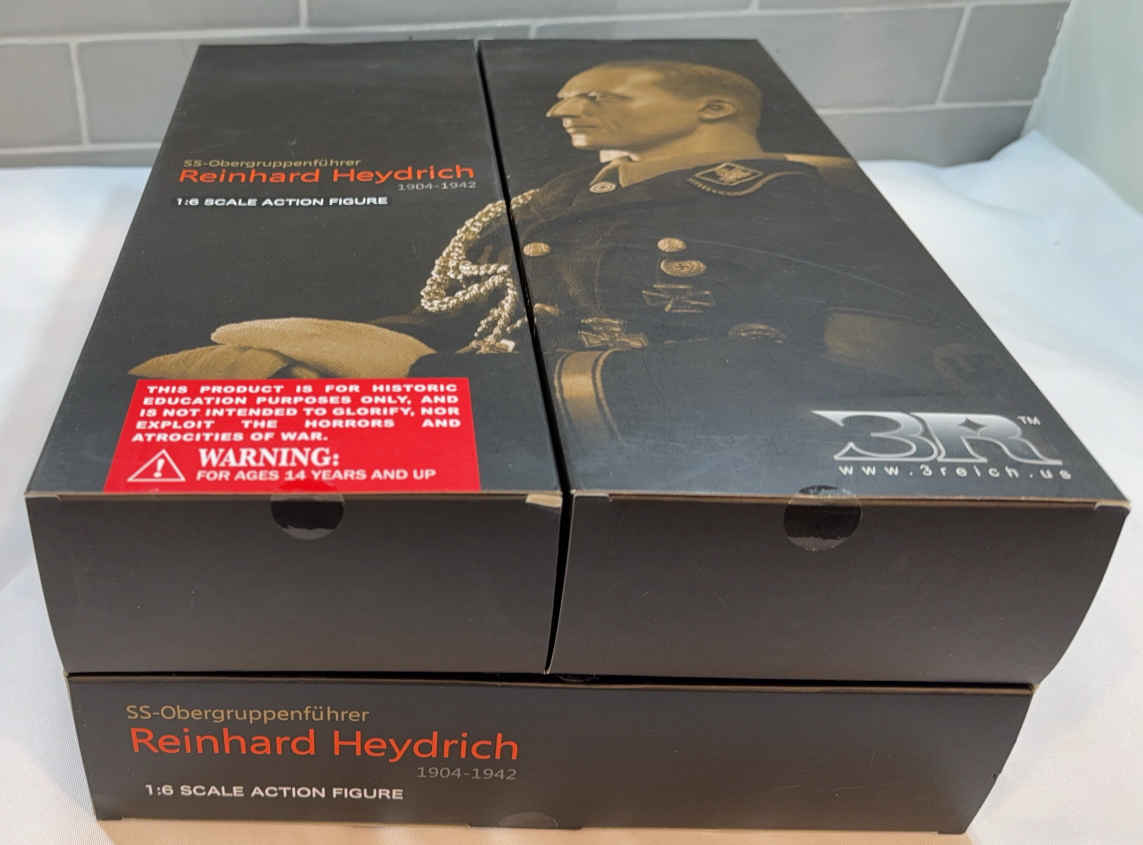 SS-Obergruppenführer
Reinhard Heydrich
1904-1942
1:6 SCALE ACTION FIGURE
THIS PRODUCT IS FOR HISTORIC
EDUCATION PURPOSES ONLY, AND
IS NOT INTENDED TO GLORIFY, NOR
EXPLOIT THE HORRORS AND
ATROCITIES OF WAR.
WARNING:
FOR AGES 14 YEARS AND UP
3R™
www.3reich.us
SS-Obergruppenführer
Reinhard Heydrich
1904-1942
1:6 SCALE ACTION FIGURE